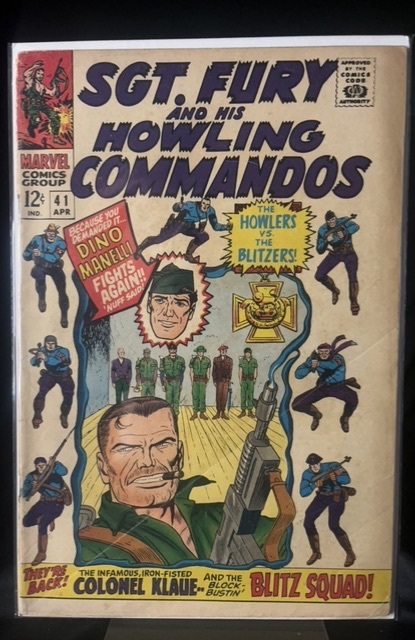 SGT. FURY
AND HIS
HOWLING
COMMANDOS
APPROVED
BY THE
COMICS
CODE
AUTHORITY
MARVEL
COMICS
GROUP
12¢
IND.
41
APR
BECAUSE YOU
DEMANDED IT...
DINO
MANELLI
FIGHTS
AGAIN!!
'NUFF SAID!
THE
HOWLERS
VS.
THE
BLITZERS!
THEY'RE
BACK!
THE INFAMOUS, IRON-FISTED
COLONEL KLAUE--
AND THE
BLOCK-
BUSTIN'
BLITZ SQUAD!